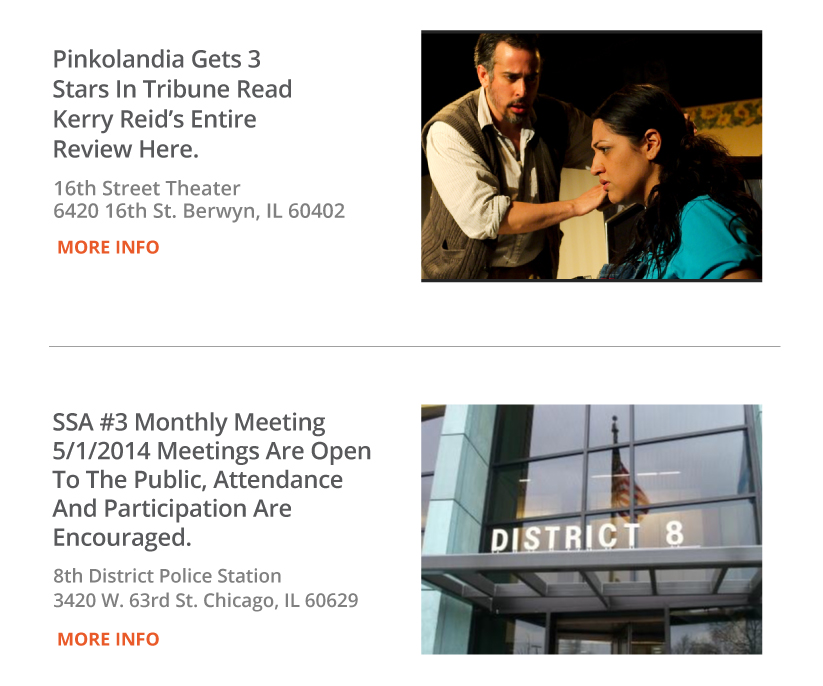 Pinkolandia Gets 3
Stars In Tribune Read
Kerry Reid’s Entire
Review Here.
16th Street Theater
6420 16th St. Berwyn, IL 60402
MORE INFO
SSA #3 Monthly Meeting
5/1/2014 Meetings Are Open
To The Public, Attendance
And Participation Are
Encouraged.
8th District Police Station
3420 W. 63rd St. Chicago, IL 60629
MORE INFO
DISTRICT 8